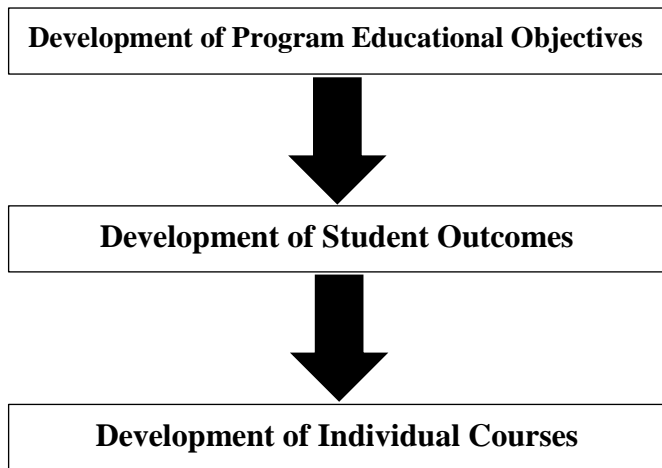 Development of Program Educational Objectives
Development of Student Outcomes
Development of Individual Courses